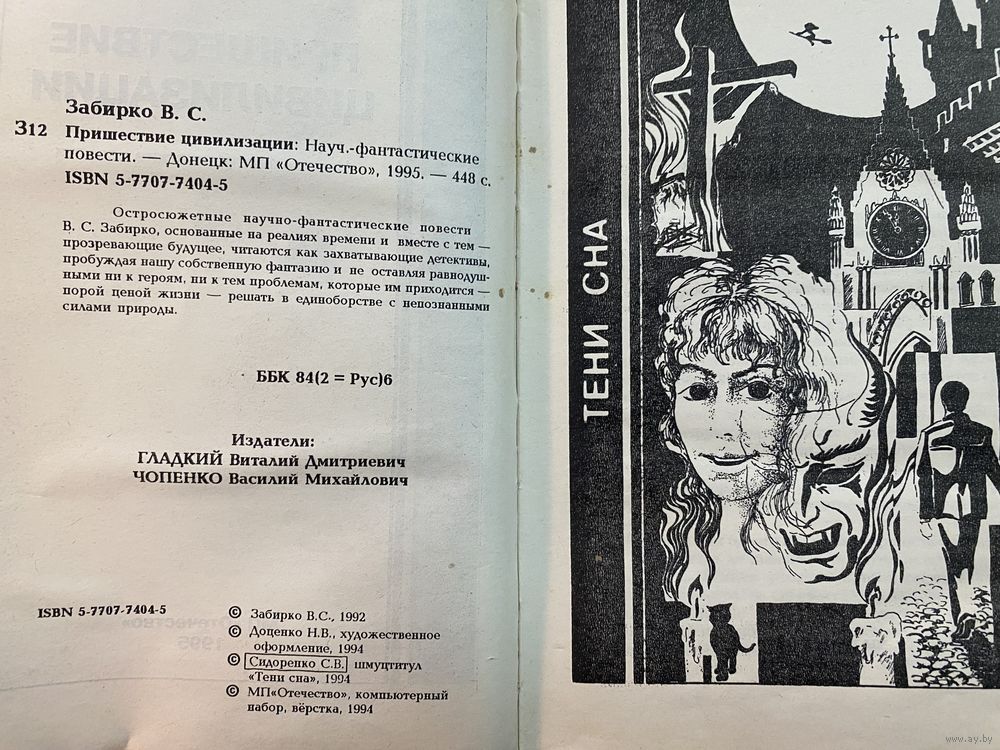 Забирко В. С.
З12 Пришествие цивилизации: Науч.-фантастические
повести. — Донецк: МП «Отечество», 1995. — 448 с.
ISBN 5-7707-7404-5
Остросюжетные научно-фантастические повести
В. С. Забирко, основанные на реалиях времени и вместе с тем —
прозревающие будущее, читаются как захватывающие детективы,
пробуждая нашу собственную фантазию и не оставляя равнодуш-
ными ни к героям, ни к тем проблемам, которые им приходится —
порой ценой жизни — решать в единоборстве с непознанными
силами природы.
ББК 84(2 = Рус)6
Издатели:
ГЛАДКИЙ Виталий Дмитриевич
ЧОПЕНКО Василий Михайлович
ISBN 5-7707-7404-5
© Забирко В.С., 1992
© Доценко Н.В., художественное
оформление, 1994
© Сидоренко С.В. шмуцтитул
«Тени сна», 1994
© МП«Отечество», компьютерный
набор, вёрстка, 1994
ТЕНИ СНА
www.ay.by